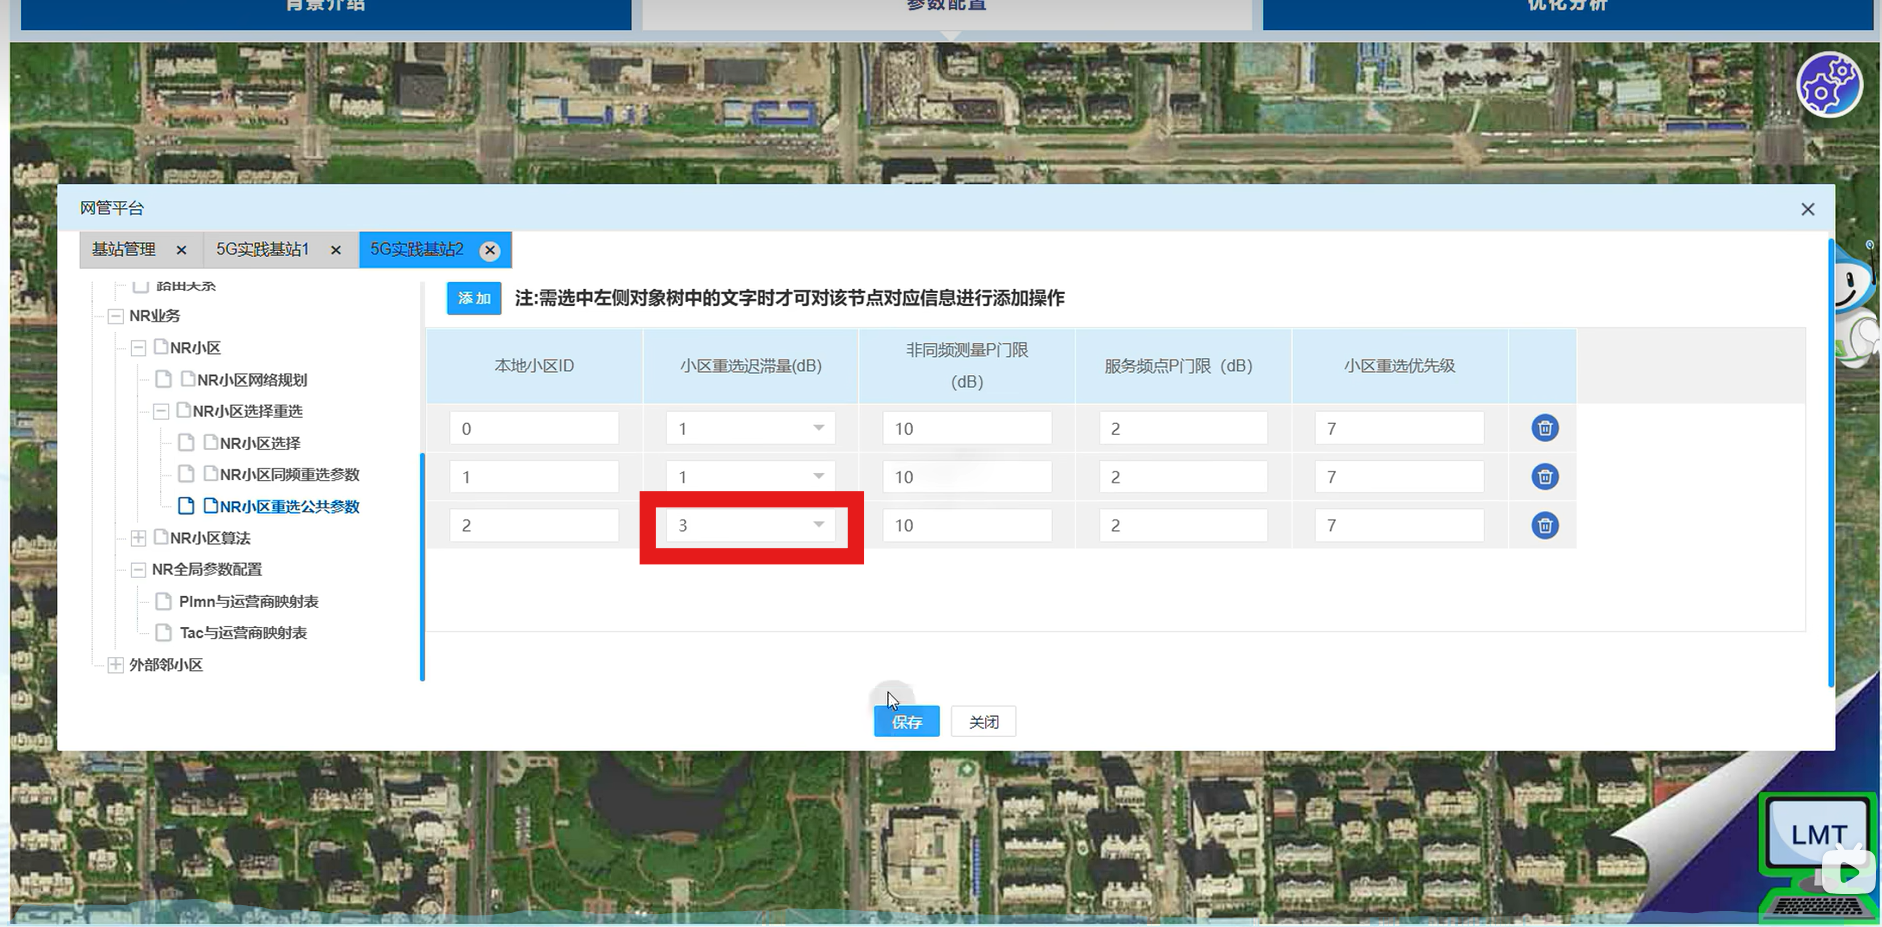 背景介绍
参数配置
优化分析
网管平台
基站管理
5G实践基站1
5G实践基站2
路由关系
NR业务
NR小区
NR小区网络规划
NR小区选择重选
NR小区选择
NR小区同频重选参数
NR小区重选公共参数
NR小区算法
NR全局参数配置
Plmn与运营商映射表
Tac与运营商映射表
外部邻小区
添加
注:需选中左侧对象树中的文字时才可对该节点对应信息进行添加操作
本地小区ID
小区重选迟滞量(dB)
非同频测量P门限
(dB)
服务频点P门限（dB)
小区重选优先级
0 1 10 2 7
1 1 10 2 7
2 3 10 2 7
保存
关闭
LMT